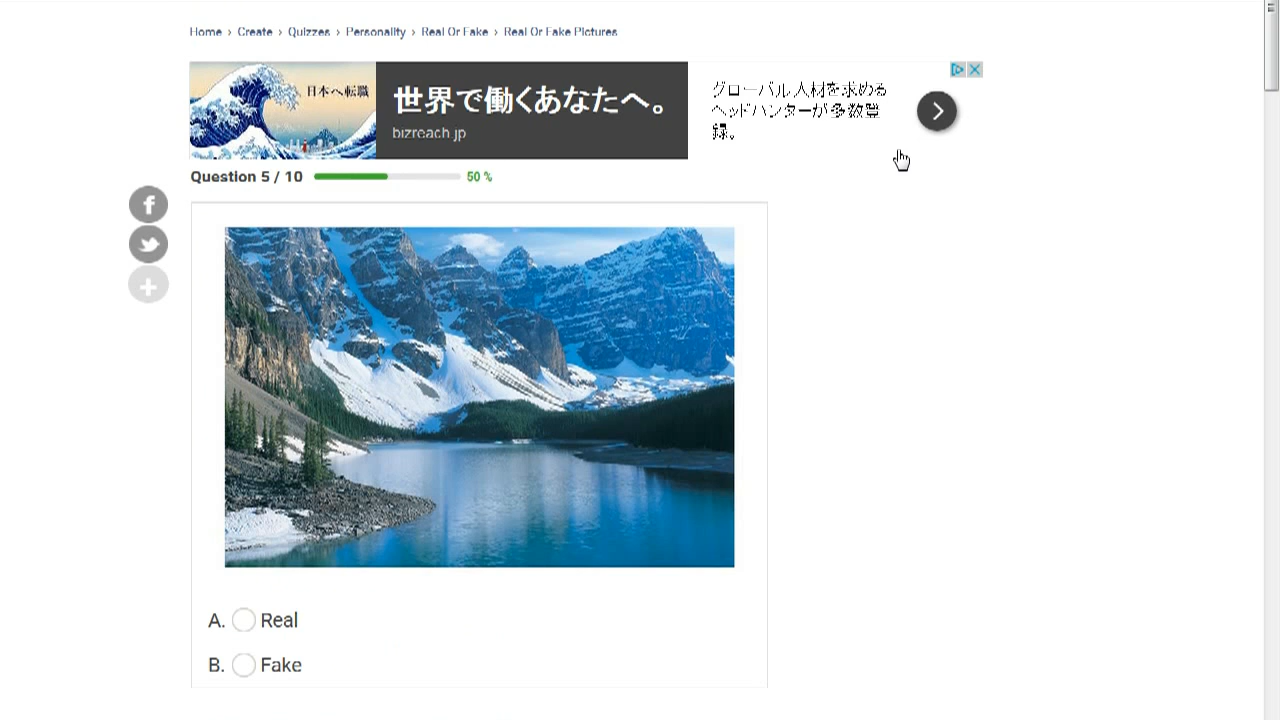 Home › Create › Quizzes › Personality › Real Or Fake › Real Or Fake Pictures
日本へ転職
世界で働くあなたへ。
bizreach.jp
グローバル人材を求める
ヘッドハンターが多数登
録。
Question 5 / 10 50 %
A. Real
B. Fake